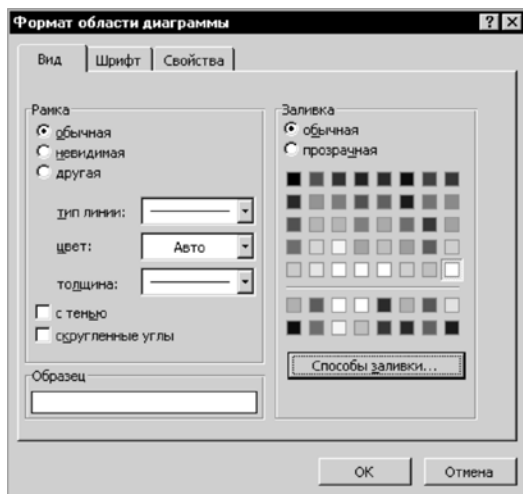 Формат области диаграммы
Вид Шрифт Свойства
Рамка
обычная
невидимая
другая
тип линии:
цвет: Авто
толщина:
с тенью
скругленные углы
Образец
Заливка
обычная
прозрачная
Способы заливки...
ОК Отмена